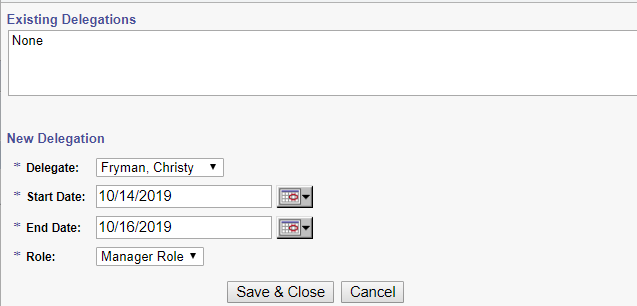 Existing Delegations
None
New Delegation
* Delegate: Fryman, Christy
* Start Date: 10/14/2019
* End Date: 10/16/2019
* Role: Manager Role
Save & Close Cancel